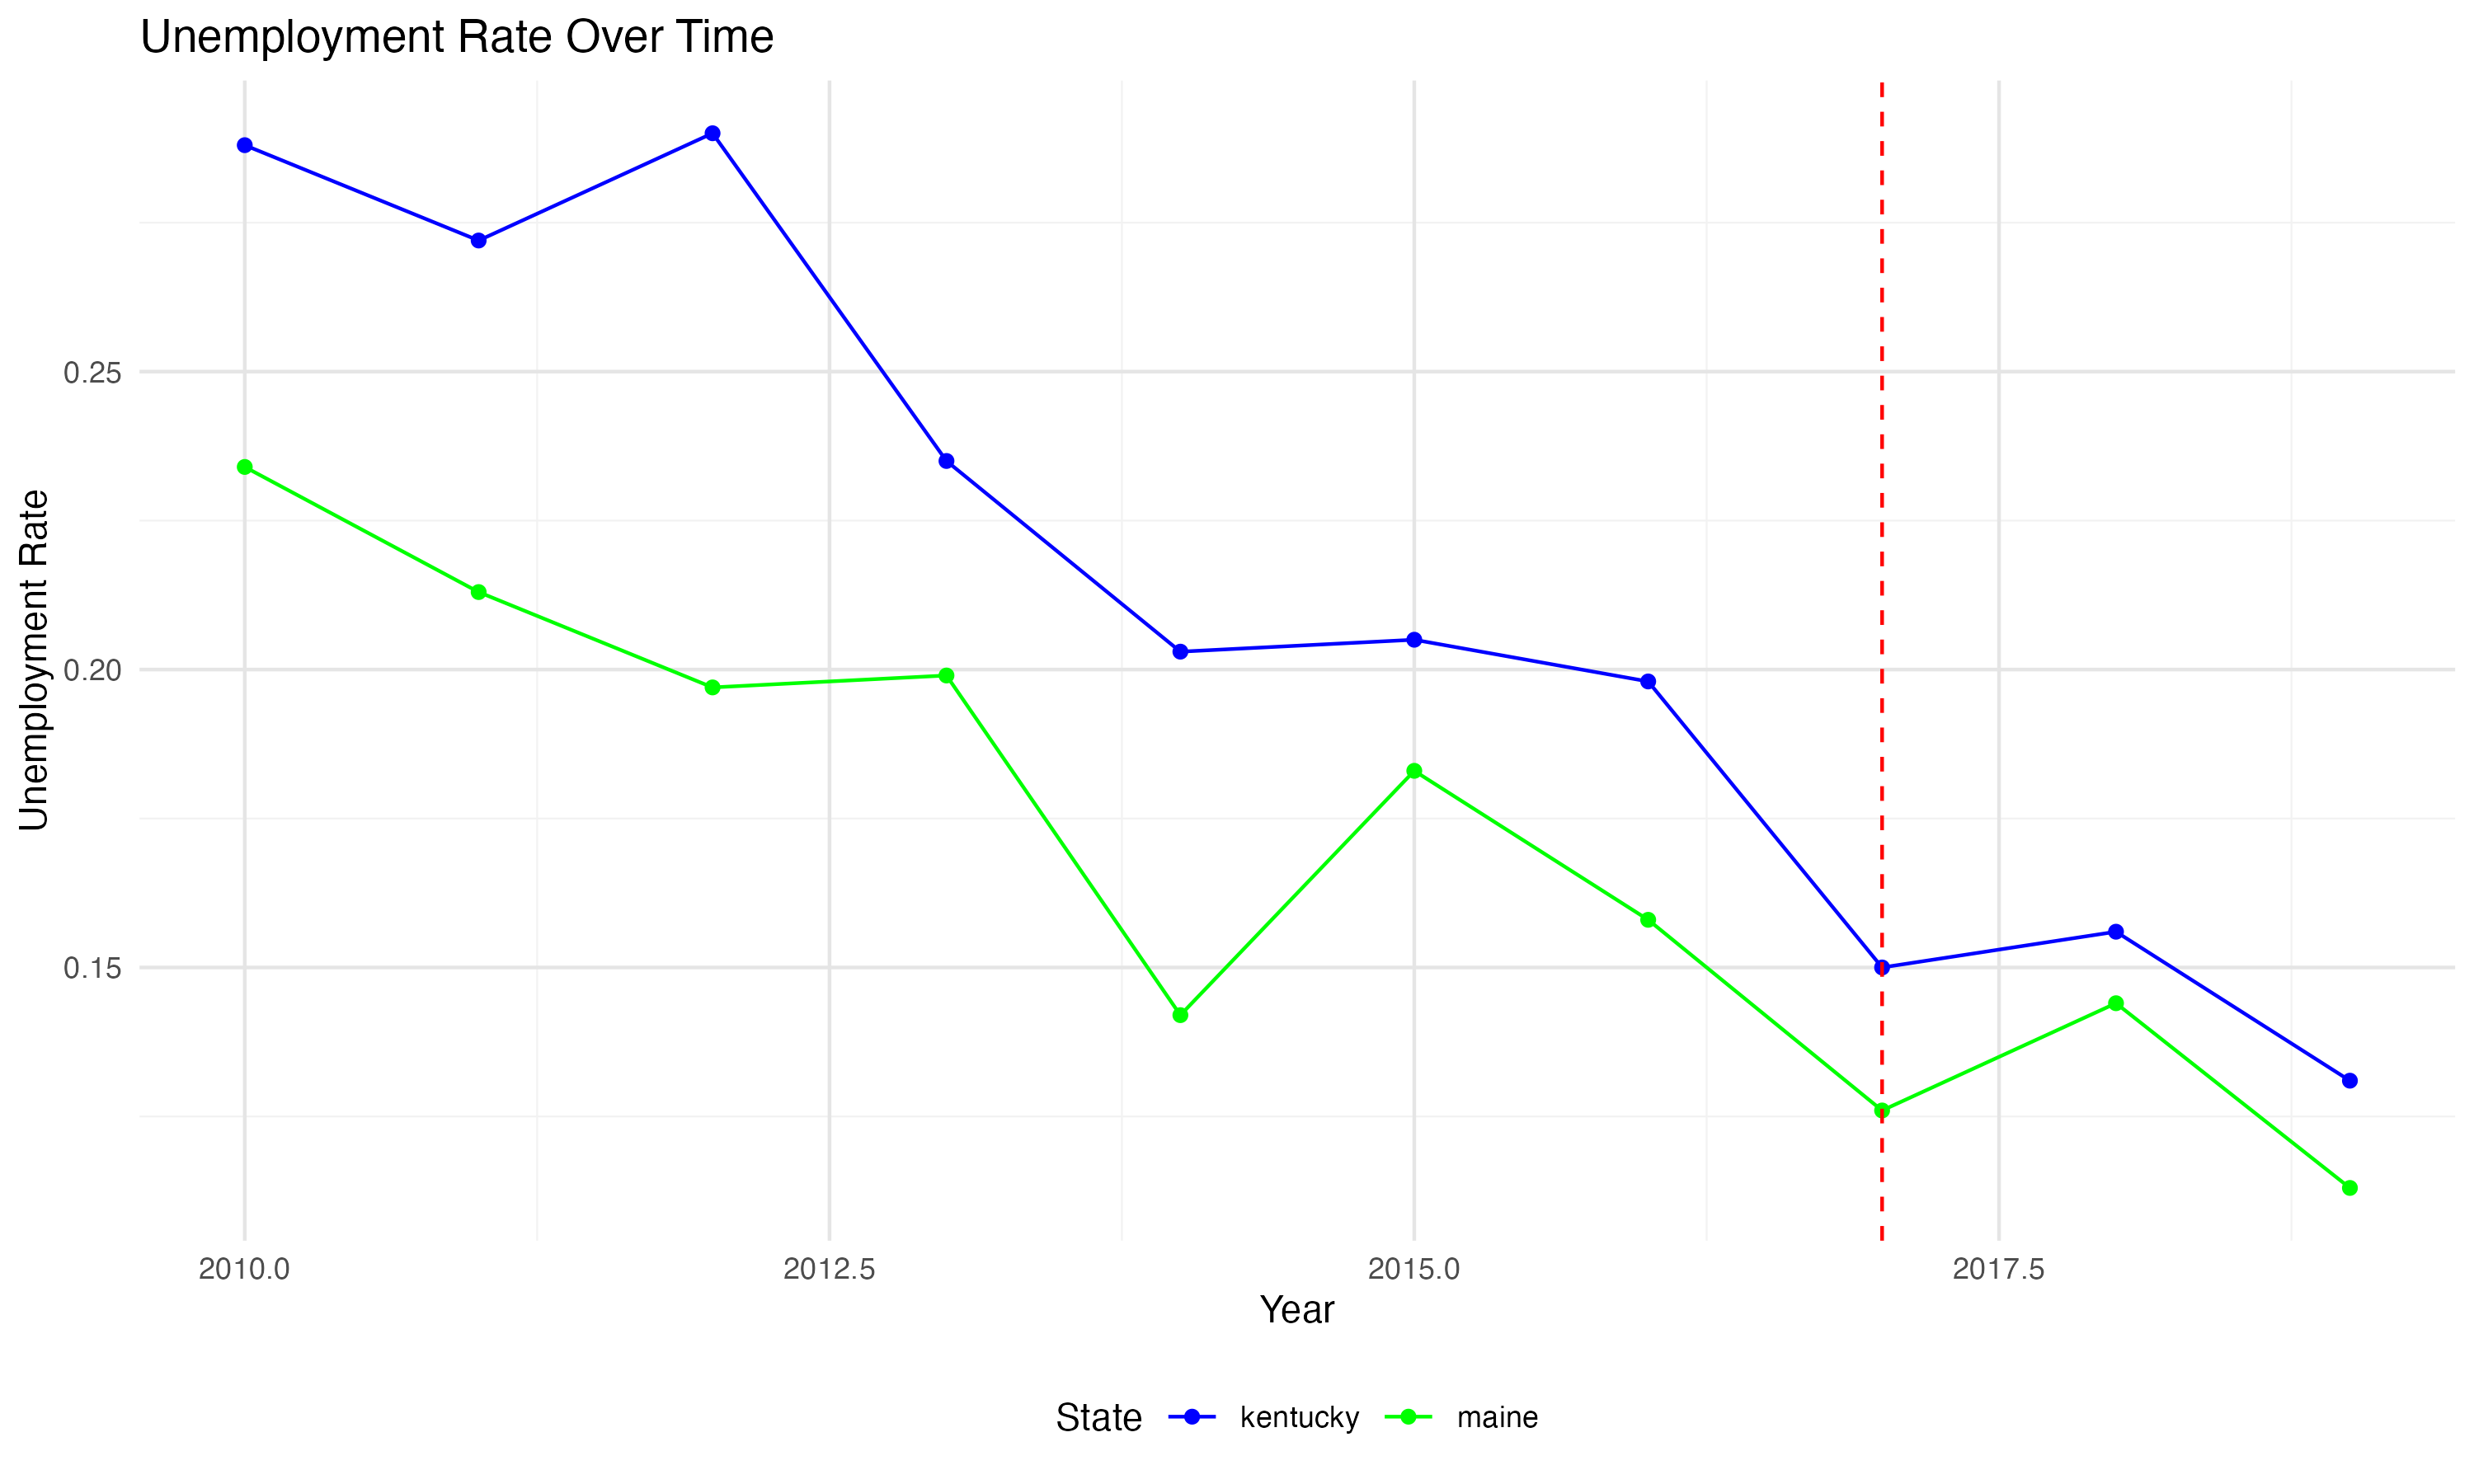 Unemployment Rate Over Time
Unemployment Rate
0.25
0.20
0.15
2010.0 2012.5 2015.0 2017.5
Year
State kentucky maine